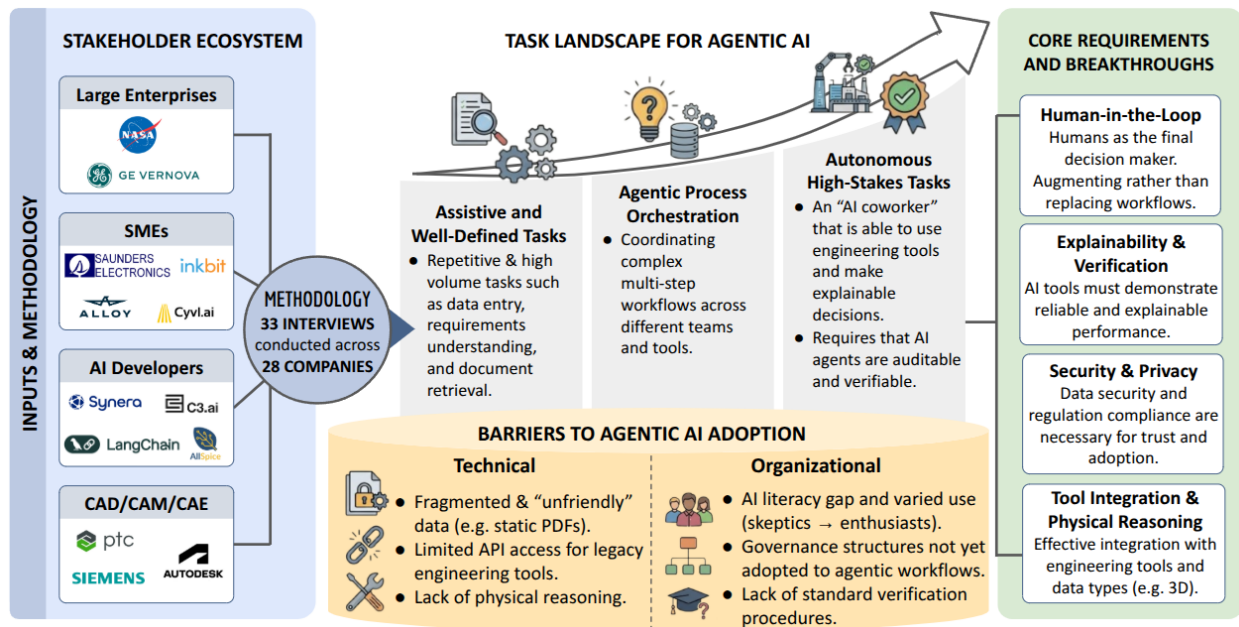 INPUTS & METHODOLOGY
STAKEHOLDER ECOSYSTEM
Large Enterprises
NASA
GE VERNOVA
SMEs
SAUNDERS
ELECTRONICS
inkbit
ALLOY
Cyvl.ai
AI Developers
Synera
C3.ai
LangChain
AllSpice
CAD/CAM/CAE
ptc
SIEMENS
AUTODESK
METHODOLOGY
33 INTERVIEWS
conducted across
28 COMPANIES
TASK LANDSCAPE FOR AGENTIC AI
Assistive and
Well-Defined Tasks
● Repetitive & high
volume tasks such
as data entry,
requirements
understanding,
and document
retrieval.
?
Agentic Process
Orchestration
● Coordinating
complex
multi-step
workflows across
different teams
and tools.
Autonomous
High-Stakes Tasks
● An “AI coworker”
that is able to use
engineering tools
and make
explainable
decisions.
● Requires that AI
agents are auditable
and verifiable.
BARRIERS TO AGENTIC AI ADOPTION
Technical
● Fragmented & “unfriendly”
data (e.g. static PDFs).
● Limited API access for legacy
engineering tools.
● Lack of physical reasoning.
Organizational
● AI literacy gap and varied use
(skeptics → enthusiasts).
● Governance structures not yet
adopted to agentic workflows.
?
● Lack of standard verification
procedures.
CORE REQUIREMENTS
AND BREAKTHROUGHS
Human-in-the-Loop
Humans as the final
decision maker.
Augmenting rather than
replacing workflows.
Explainability &
Verification
AI tools must demonstrate
reliable and explainable
performance.
Security & Privacy
Data security and
regulation compliance are
necessary for trust and
adoption.
Tool Integration &
Physical Reasoning
Effective integration with
engineering tools and
data types (e.g. 3D).